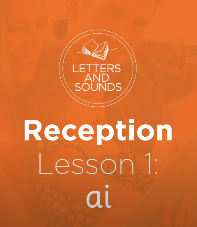 LETTERS
AND
SOUNDS
Reception
Lesson 1:
ai